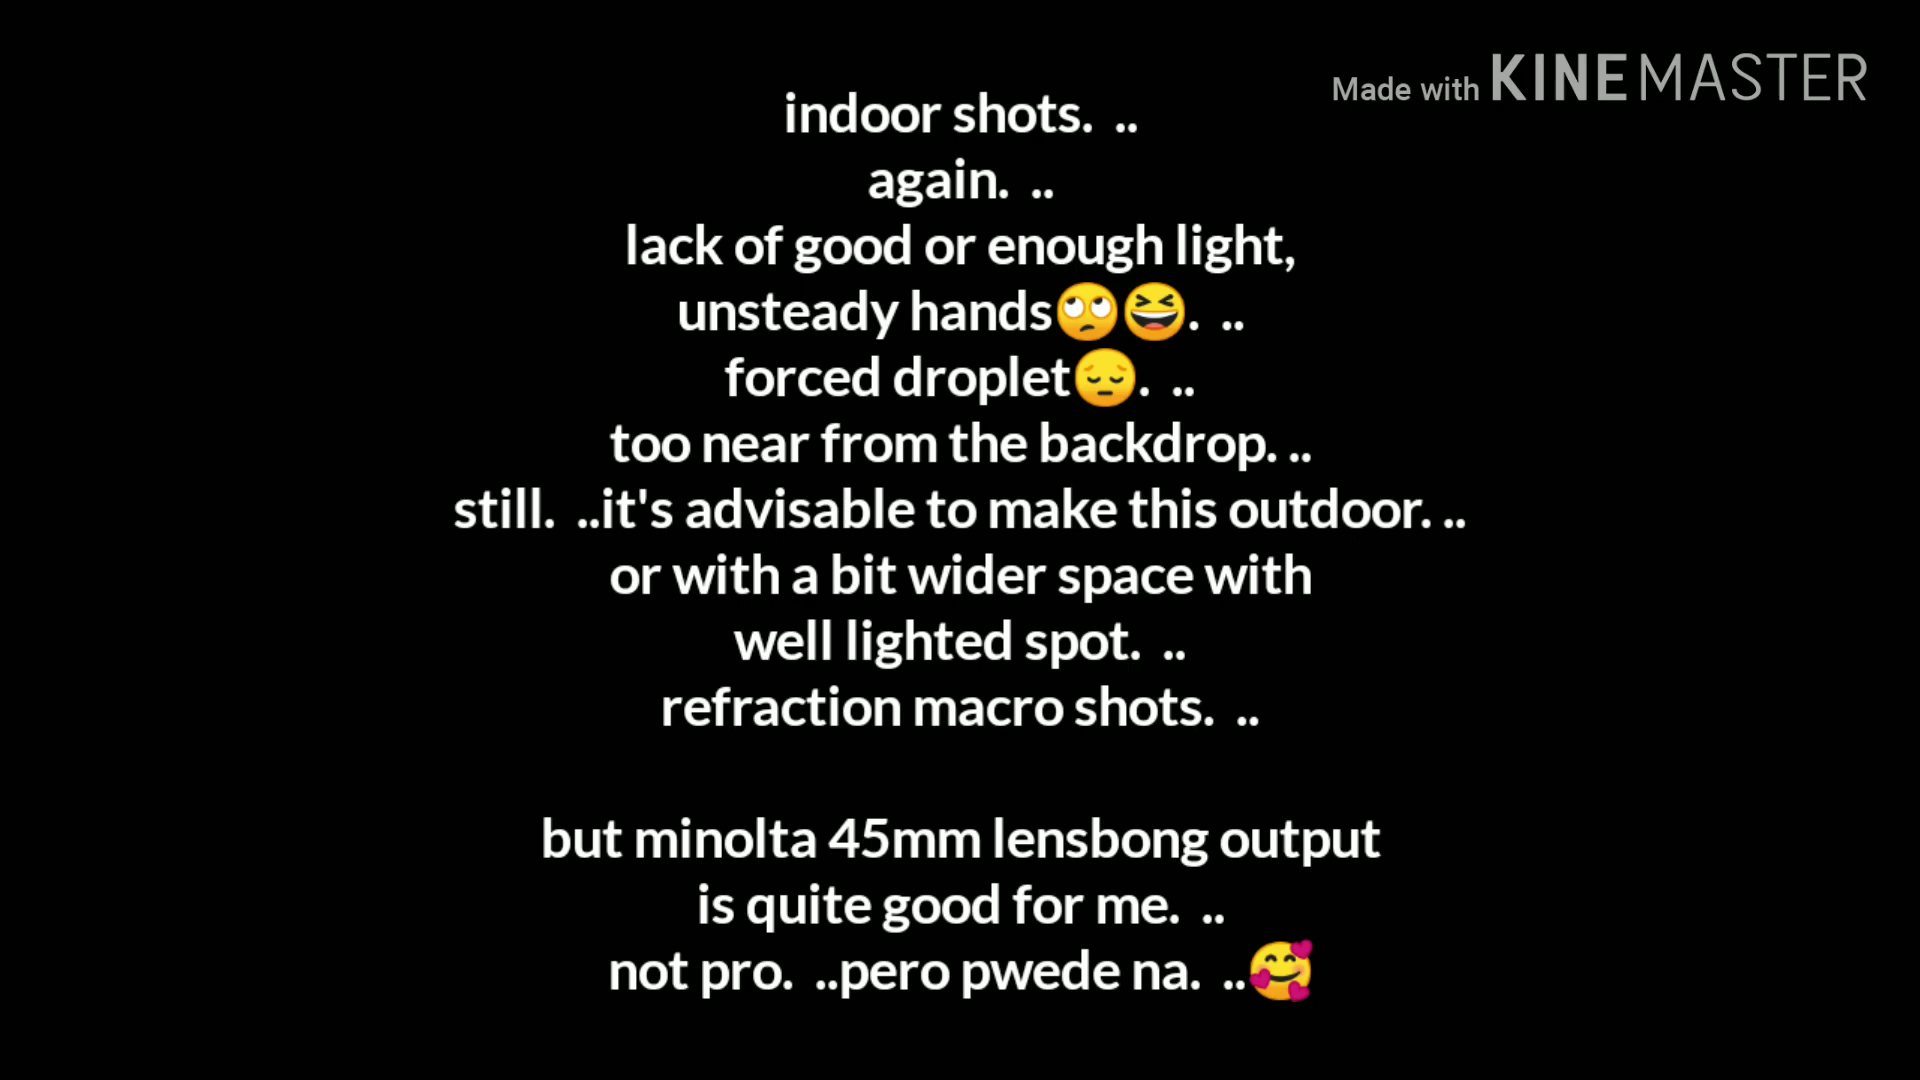 Made with KINEMASTER
indoor shots.  ..
again.  ..
lack of good or enough light,
unsteady hands🙄😆.  ..
forced droplet😔.  ..
too near from the backdrop. ..
still.  ..it's advisable to make this outdoor. ..
or with a bit wider space with
well lighted spot.  ..
refraction macro shots.  ..
but minolta 45mm lensbong output
is quite good for me.  ..
not pro.  ..pero pwede na.  ..🥰